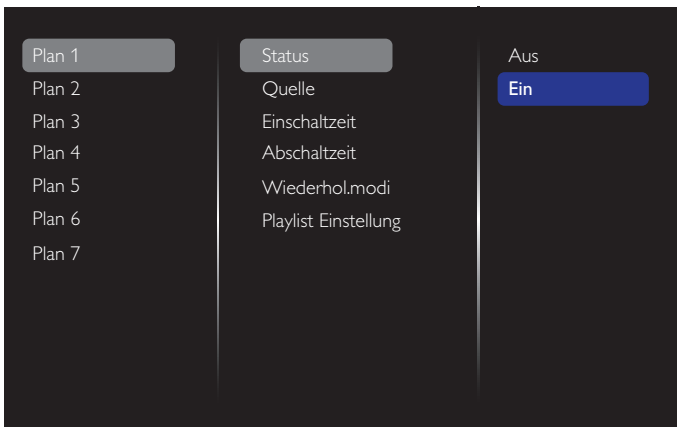 Plan 1
Plan 2
Plan 3
Plan 4
Plan 5
Plan 6
Plan 7
Status
Quelle
Einschaltzeit
Abschaltzeit
Wiederhol.modi
Playlist Einstellung
Aus
Ein